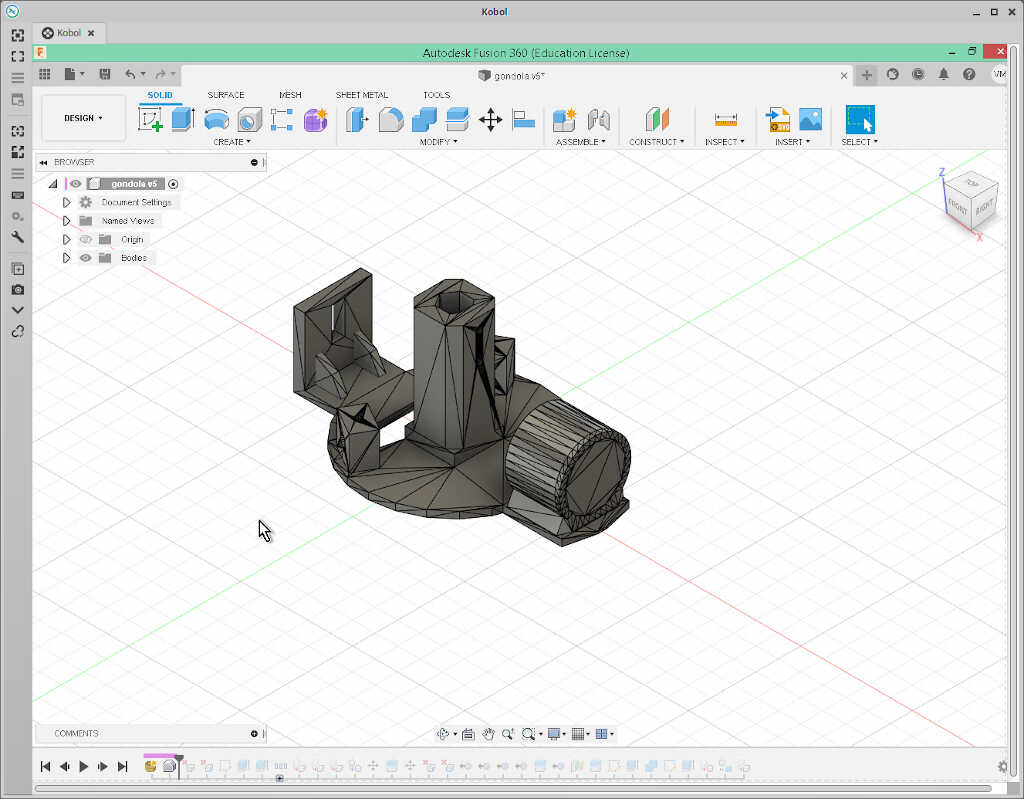 Kobol
Kobol
F Autodesk Fusion 360 (Education License)
gondola v5*
VM
SOLID SURFACE MESH SHEET METAL TOOLS
DESIGN
CREATE MODIFY ASSEMBLE CONSTRUCT INSPECT INSERT SELECT
BROWSER
gondola v5
Document Settings
Named Views
Origin
Bodies
Z
TOP
FRONT
RIGHT
X
COMMENTS